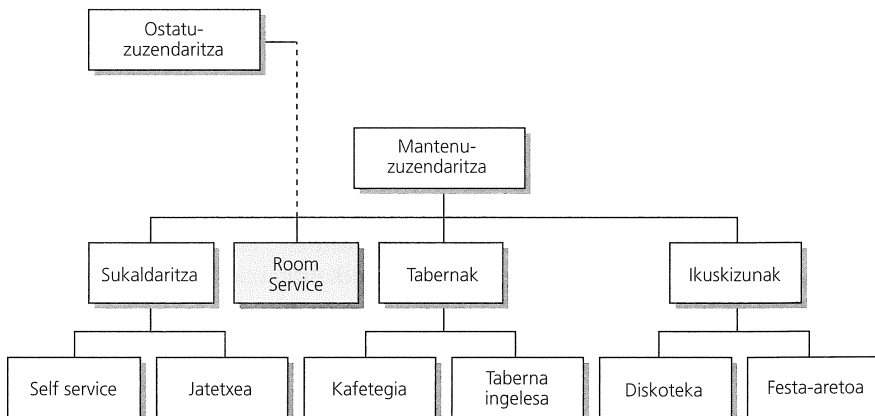 Ostatu-
zuzendaritza
Mantenu-
zuzendaritza
Sukaldaritza
Room
Service
Tabernak
Ikuskizunak
Self service
Jatetxea
Kafetegia
Taberna
ingelesa
Diskoteka
Festa-aretoa